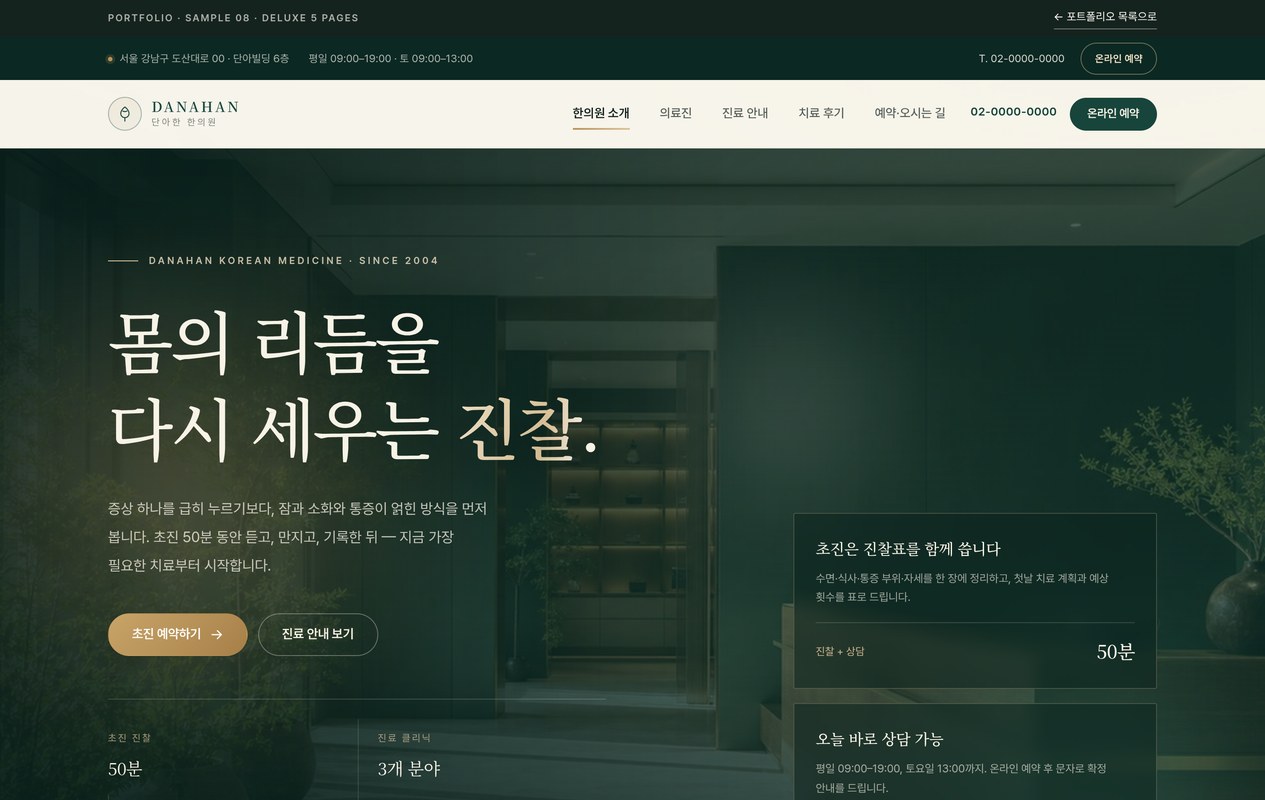 PORTFOLIO · SAMPLE 08 · DELUXE 5 PAGES
← 포트폴리오 목록으로
서울 강남구 도산대로 00 · 단아빌딩 6층
평일 09:00–19:00 · 토 09:00–13:00
T. 02-0000-0000
온라인 예약
DANAHAN
단아한 한의원
한의원 소개
의료진
진료 안내
치료 후기
예약·오시는 길
02-0000-0000
온라인 예약
DANAHAN KOREAN MEDICINE · SINCE 2004
몸의 리듬을
다시 세우는 진찰.
증상 하나를 급히 누르기보다, 잠과 소화와 통증이 얽힌 방식을 먼저
봅니다. 초진 50분 동안 듣고, 만지고, 기록한 뒤 — 지금 가장
필요한 치료부터 시작합니다.
초진 예약하기 →
진료 안내 보기
초진 진찰
50분
진료 클리닉
3개 분야
초진은 진찰표를 함께 씁니다
수면·식사·통증 부위·자세를 한 장에 정리하고, 첫날 치료 계획과 예상
횟수를 표로 드립니다.
진찰 + 상담
50분
오늘 바로 상담 가능
평일 09:00–19:00, 토요일 13:00까지. 온라인 예약 후 문자로 확정
안내를 드립니다.